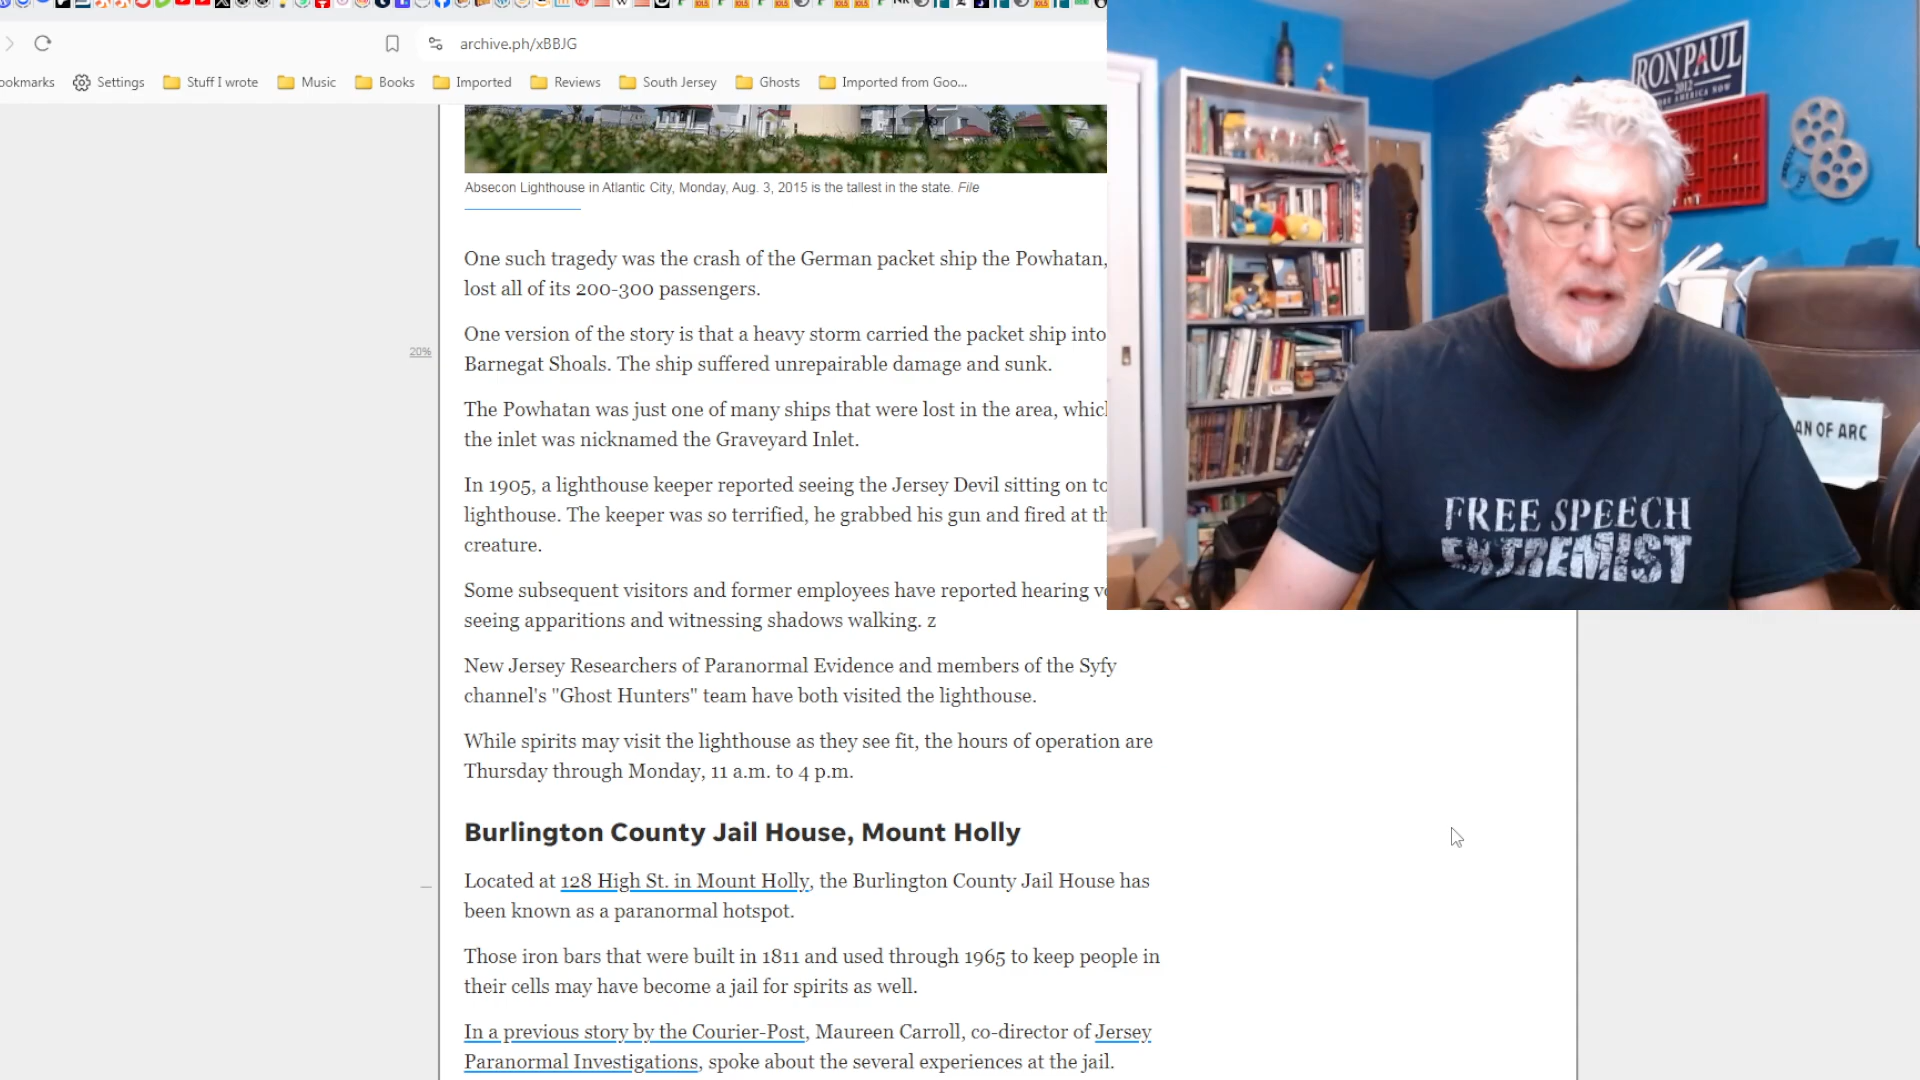 archive.ph/xBBJG
ookmarks Settings Stuff I wrote Music Books Imported Reviews South Jersey Ghosts Imported from Goo...
Absecon Lighthouse in Atlantic City, Monday, Aug. 3, 2015 is the tallest in the state. File
One such tragedy was the crash of the German packet ship the Powhatan,
lost all of its 200-300 passengers.
One version of the story is that a heavy storm carried the packet ship into
Barnegat Shoals. The ship suffered unrepairable damage and sunk.
20%
The Powhatan was just one of many ships that were lost in the area, whic
the inlet was nicknamed the Graveyard Inlet.
In 1905, a lighthouse keeper reported seeing the Jersey Devil sitting on to
lighthouse. The keeper was so terrified, he grabbed his gun and fired at th
creature.
Some subsequent visitors and former employees have reported hearing v
seeing apparitions and witnessing shadows walking. z
New Jersey Researchers of Paranormal Evidence and members of the Syfy
channel's "Ghost Hunters" team have both visited the lighthouse.
While spirits may visit the lighthouse as they see fit, the hours of operation are
Thursday through Monday, 11 a.m. to 4 p.m.
Burlington County Jail House, Mount Holly
Located at 128 High St. in Mount Holly, the Burlington County Jail House has
been known as a paranormal hotspot.
Those iron bars that were built in 1811 and used through 1965 to keep people in
their cells may have become a jail for spirits as well.
In a previous story by the Courier-Post, Maureen Carroll, co-director of Jersey
Paranormal Investigations, spoke about the several experiences at the jail.
RON PAUL
2012
AMERICA NOW
AN OF ARC
FREE SPEECH
EXTREMIST